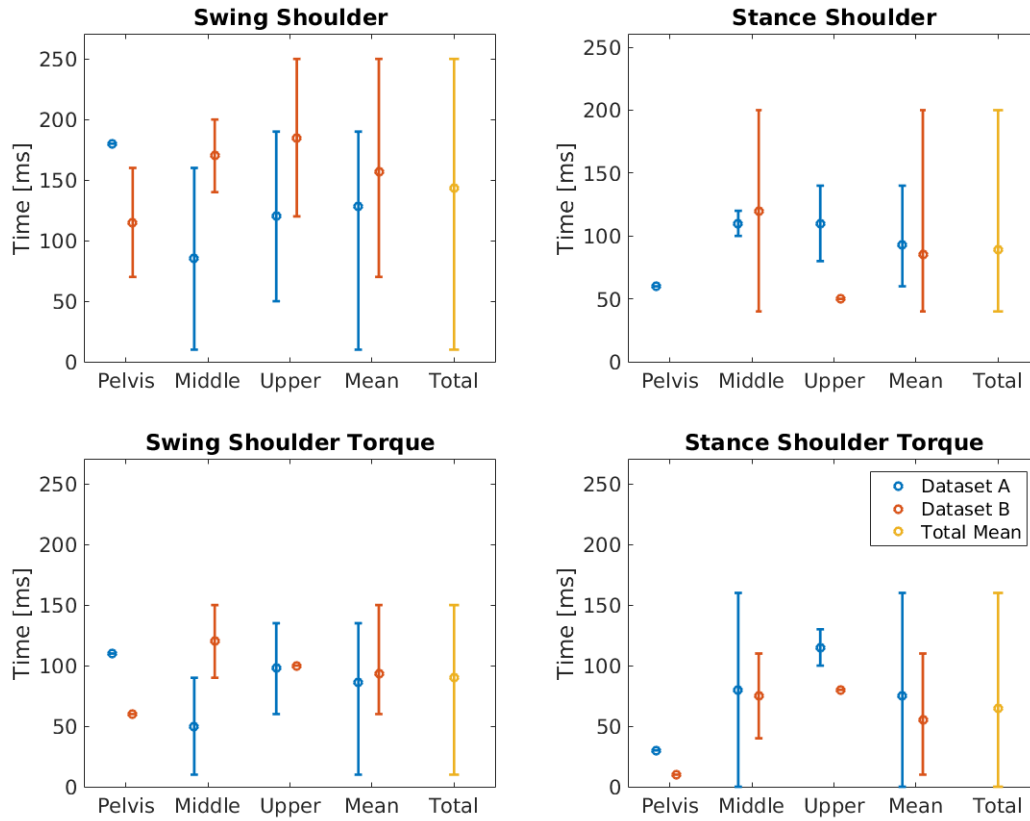 Swing Shoulder
Time [ms]
250
200
150
100
50
0
Pelvis Middle Upper Mean Total
Stance Shoulder
Time [ms]
250
200
150
100
50
0
Pelvis Middle Upper Mean Total
Swing Shoulder Torque
Time [ms]
250
200
150
100
50
0
Pelvis Middle Upper Mean Total
Stance Shoulder Torque
Time [ms]
250
200
150
100
50
0
Pelvis Middle Upper Mean Total
Dataset A
Dataset B
Total Mean